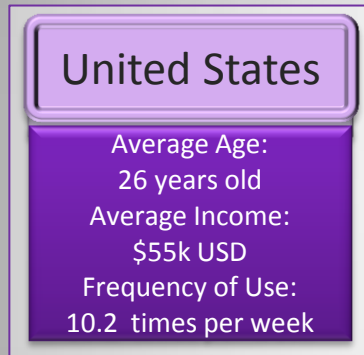 United States
Average Age:
26 years old
Average Income:
$55k USD
Frequency of Use:
10.2 times per week